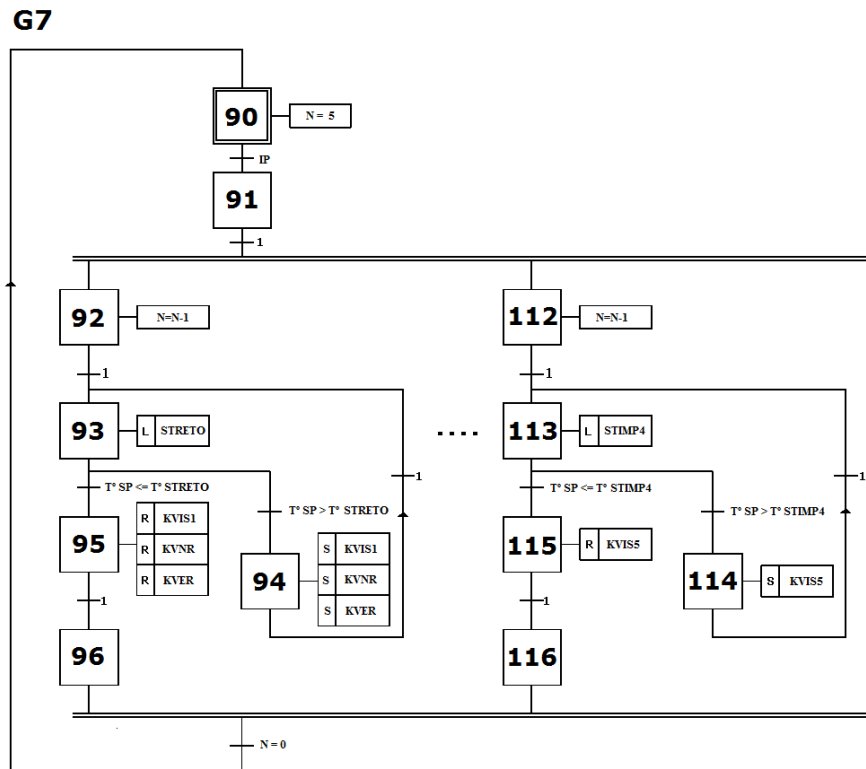 G7
90
N = 5
IP
91
1
92
N=N-1
112
N=N-1
1
1
93
L STRETO
....
113
L STIMP4
1
1
T° SP <= T° STRETO
T° SP <= T° STIMP4
T° SP > T° STRETO
T° SP > T° STIMP4
95
R KVIS1
R KVNR
R KVER
94
S KVIS1
S KVNR
S KVER
115
R KVIS5
114
S KVIS5
1
1
96
116
N = 0